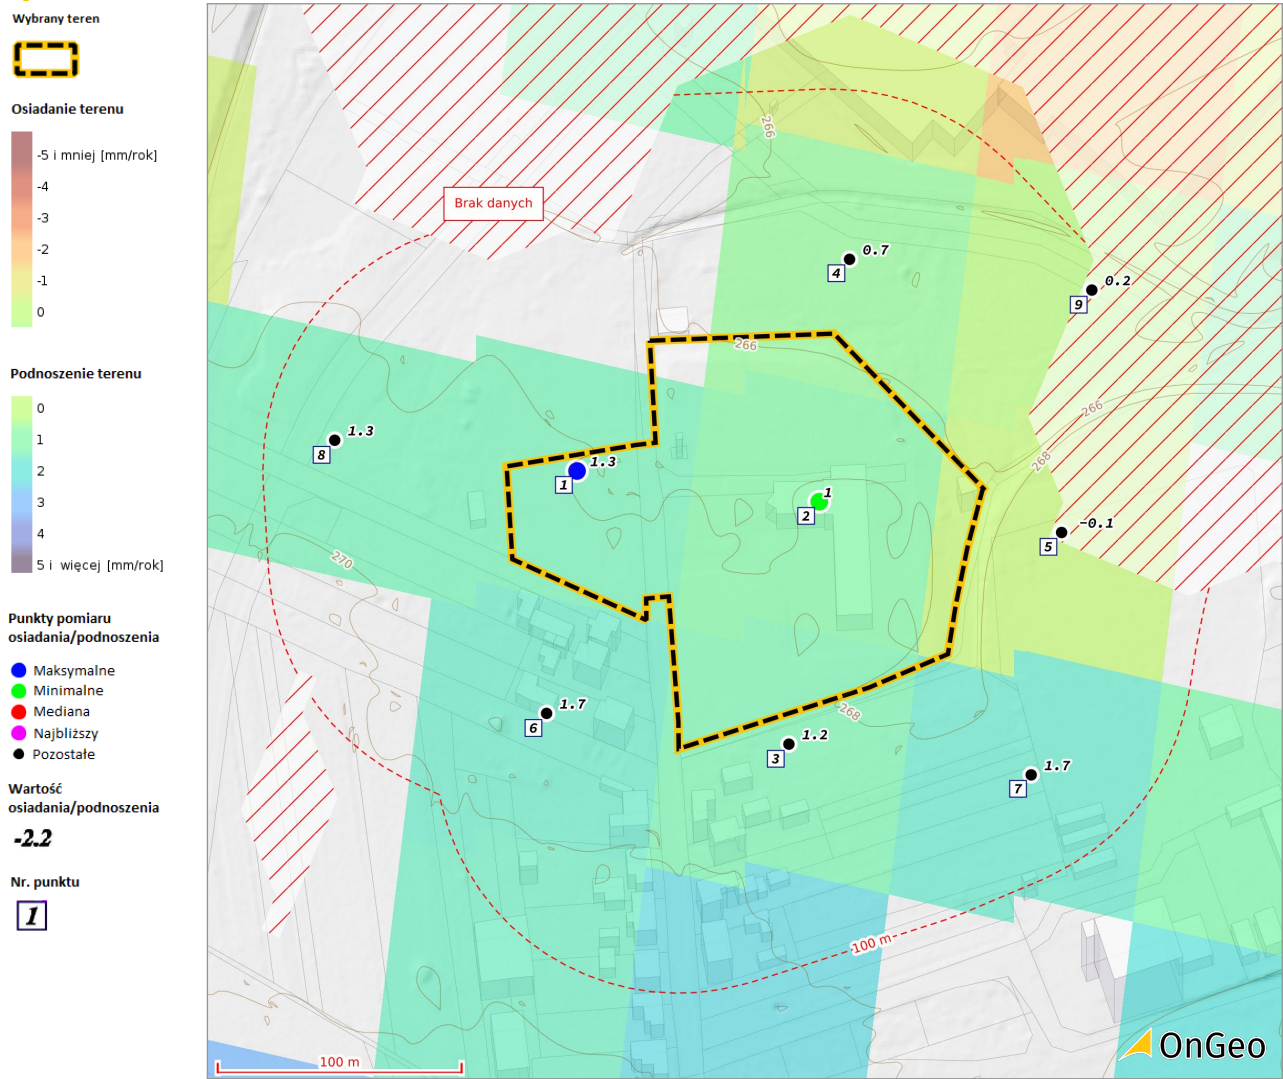 Wybrany teren
Osiadanie terenu
-5 i mniej [mm/rok]
-4
-3
-2
-1
0
Podnoszenie terenu
0
1
2
3
4
5 i więcej [mm/rok]
Punkty pomiaru
osiadania/podnoszenia
Maksymalne
Minimalne
Mediana
Najbliższy
Pozostałe
Wartość
osiadania/podnoszenia
-2.2
Nr. punktu
1
266
Brak danych
0.7
4
0.2
9
266
266
1.3
8
1.3
1
268
1
2
-0.1
5
270
1.7
6
268
1.2
3
1.7
7
100 m
100 m
OnGeo